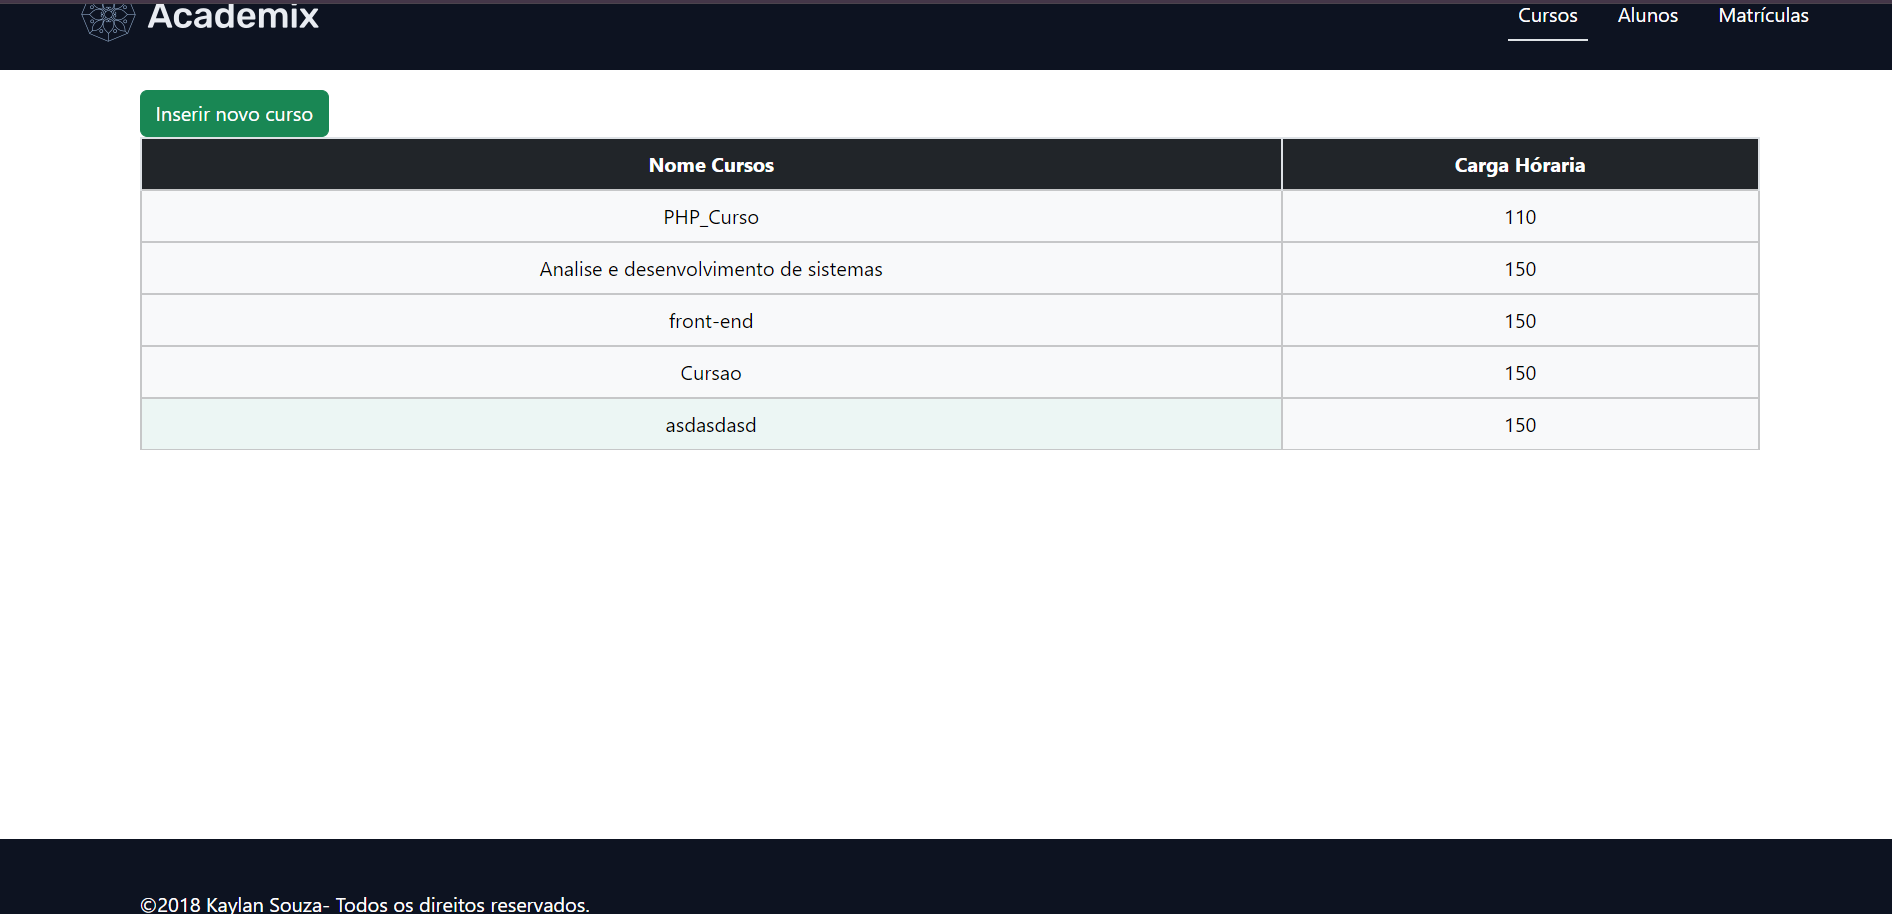 Academix
Cursos Alunos Matrículas
Inserir novo curso
Nome Cursos Carga Hóraria
PHP_Curso 110
Analise e desenvolvimento de sistemas 150
front-end 150
Cursao 150
asdasdasd 150
©2018 Kaylan Souza- Todos os direitos reservados.